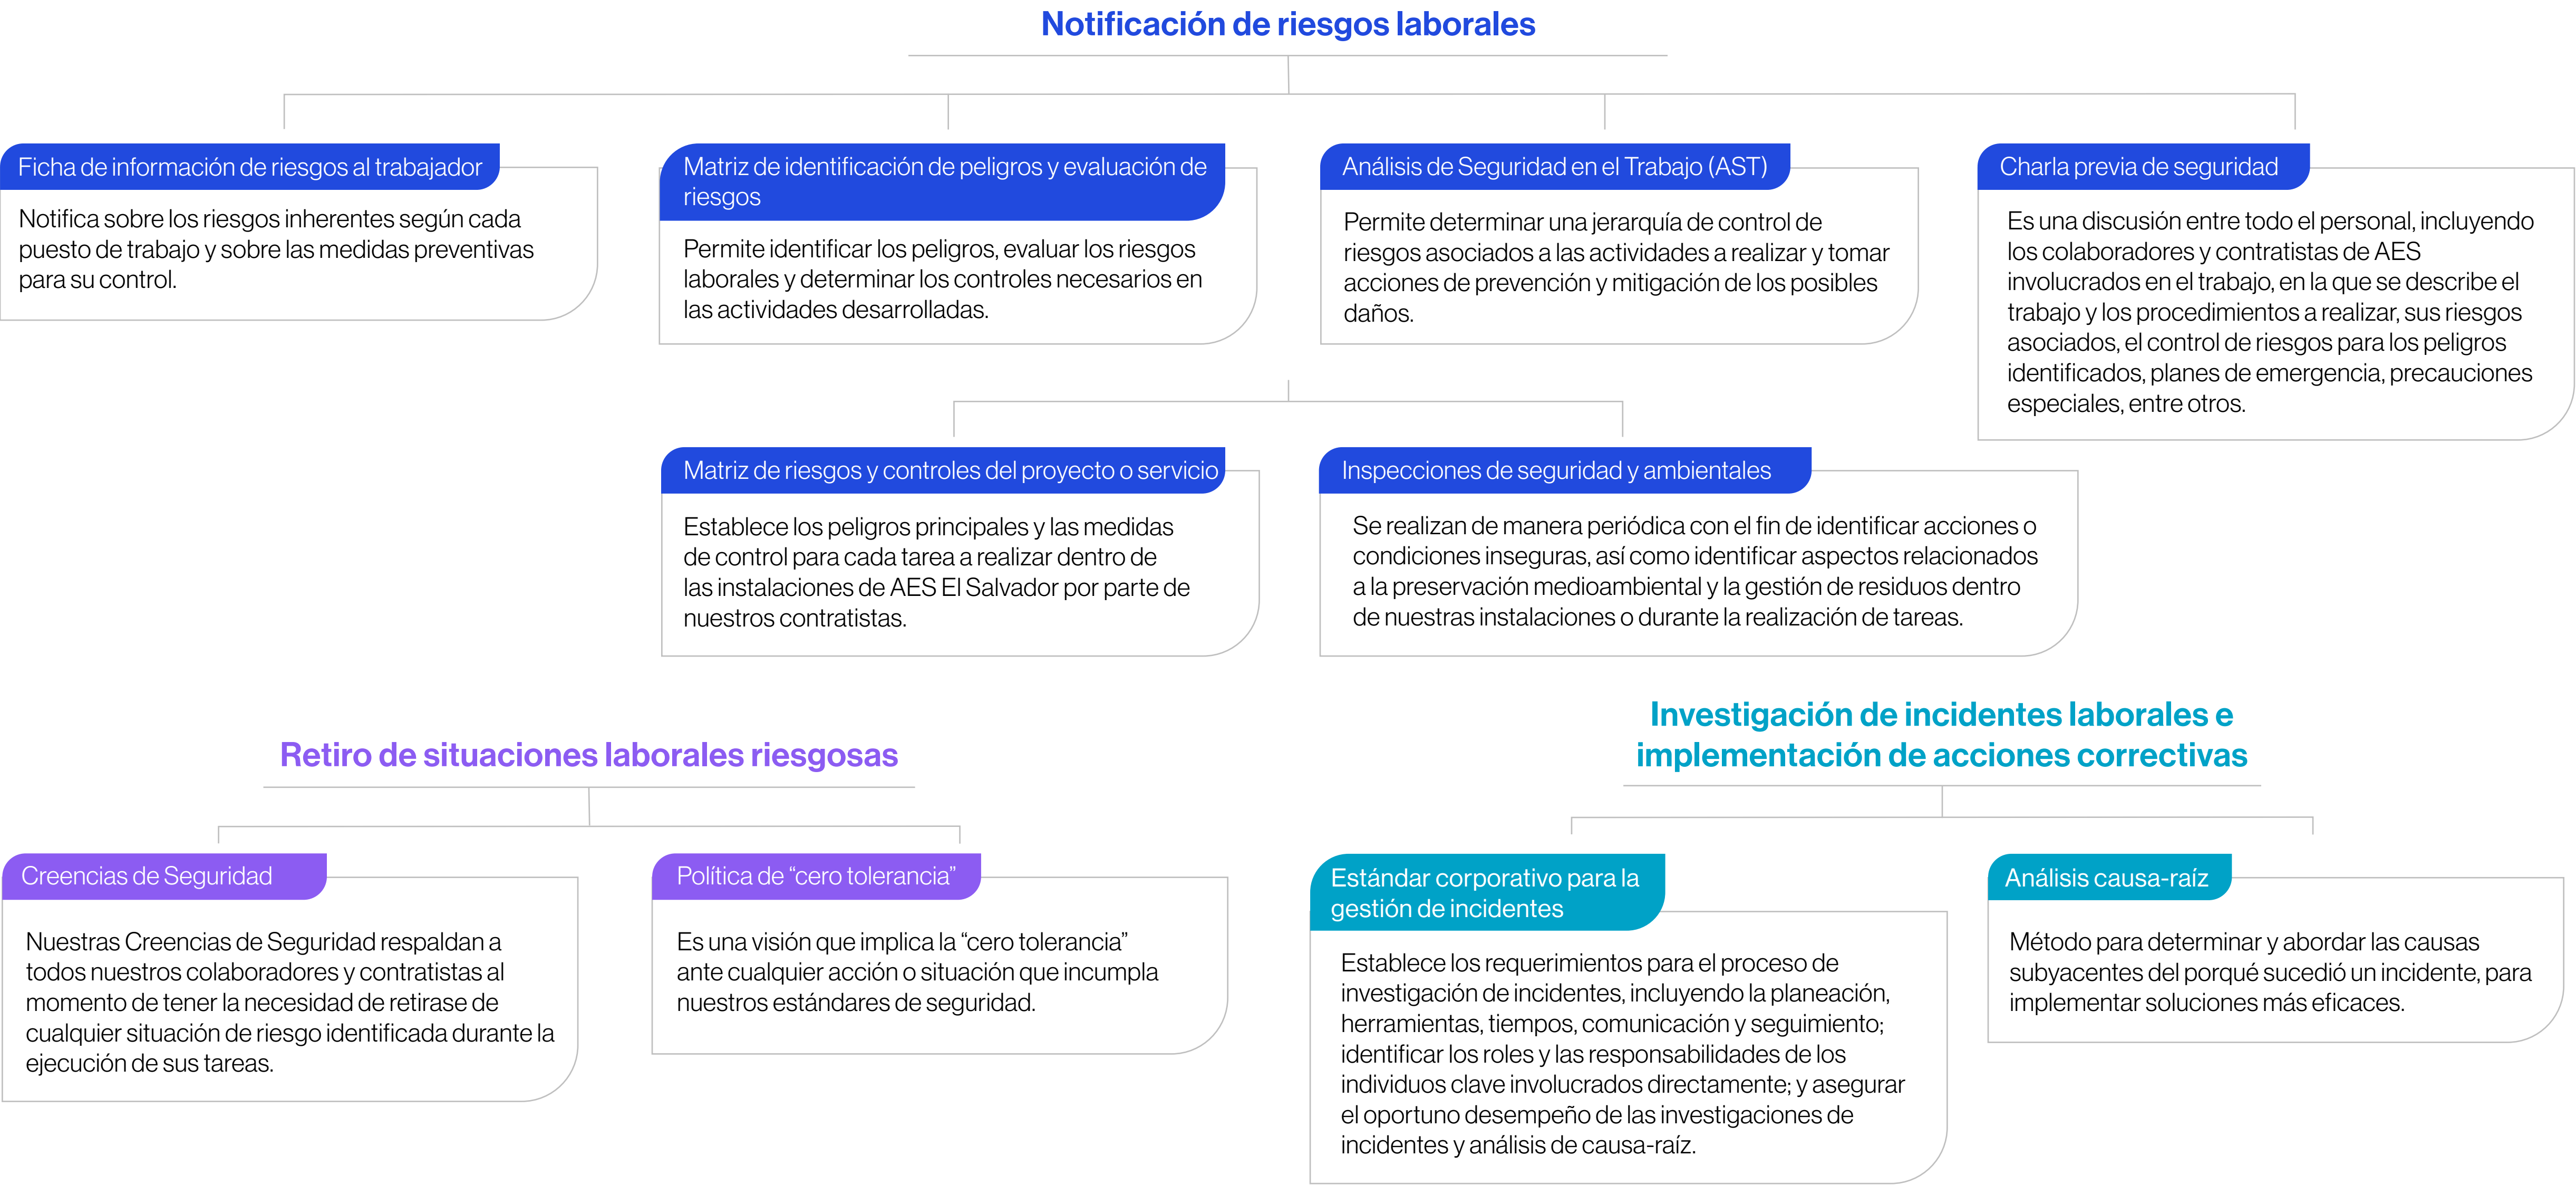 Notificación de riesgos laborales
Ficha de información de riesgos al trabajador
Notifica sobre los riesgos inherentes según cada
puesto de trabajo y sobre las medidas preventivas
para su control.
Matriz de identificación de peligros y evaluación de
riesgos
Permite identificar los peligros, evaluar los riesgos
laborales y determinar los controles necesarios en
las actividades desarrolladas.
Análisis de Seguridad en el Trabajo (AST)
Permite determinar una jerarquía de control de
riesgos asociados a las actividades a realizar y tomar
acciones de prevención y mitigación de los posibles
daños.
Charla previa de seguridad
Es una discusión entre todo el personal, incluyendo
los colaboradores y contratistas de AES
involucrados en el trabajo, en la que se describe el
trabajo y los procedimientos a realizar, sus riesgos
asociados, el control de riesgos para los peligros
identificados, planes de emergencia, precauciones
especiales, entre otros.
Matriz de riesgos y controles del proyecto o servicio
Establece los peligros principales y las medidas
de control para cada tarea a realizar dentro de
las instalaciones de AES El Salvador por parte de
nuestros contratistas.
Inspecciones de seguridad y ambientales
Se realizan de manera periódica con el fin de identificar acciones o
condiciones inseguras, así como identificar aspectos relacionados
a la preservación medioambiental y la gestión de residuos dentro
de nuestras instalaciones o durante la realización de tareas.
Retiro de situaciones laborales riesgosas
Creencias de Seguridad
Nuestras Creencias de Seguridad respaldan a
todos nuestros colaboradores y contratistas al
momento de tener la necesidad de retirase de
cualquier situación de riesgo identificada durante la
ejecución de sus tareas.
Política de “cero tolerancia”
Es una visión que implica la “cero tolerancia”
ante cualquier acción o situación que incumpla
nuestros estándares de seguridad.
Investigación de incidentes laborales e
implementación de acciones correctivas
Estándar corporativo para la
gestión de incidentes
Establece los requerimientos para el proceso de
investigación de incidentes, incluyendo la planeación,
herramientas, tiempos, comunicación y seguimiento;
identificar los roles y las responsabilidades de los
individuos clave involucrados directamente; y asegurar
el oportuno desempeño de las investigaciones de
incidentes y análisis de causa-raíz.
Análisis causa-raíz
Método para determinar y abordar las causas
subyacentes del porqué sucedió un incidente, para
implementar soluciones más eficaces.